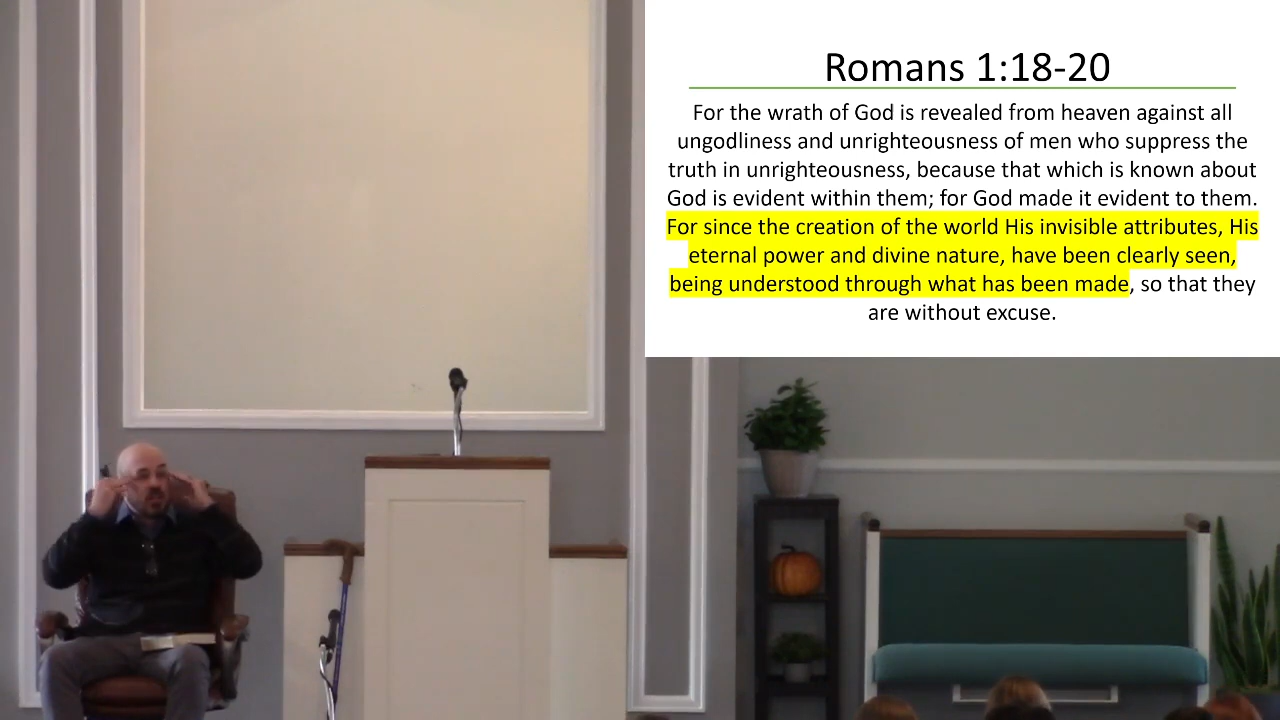 Romans 1:18-20
For the wrath of God is revealed from heaven against all
ungodliness and unrighteousness of men who suppress the
truth in unrighteousness, because that which is known about
God is evident within them; for God made it evident to them.
For since the creation of the world His invisible attributes, His
eternal power and divine nature, have been clearly seen,
being understood through what has been made, so that they
are without excuse.